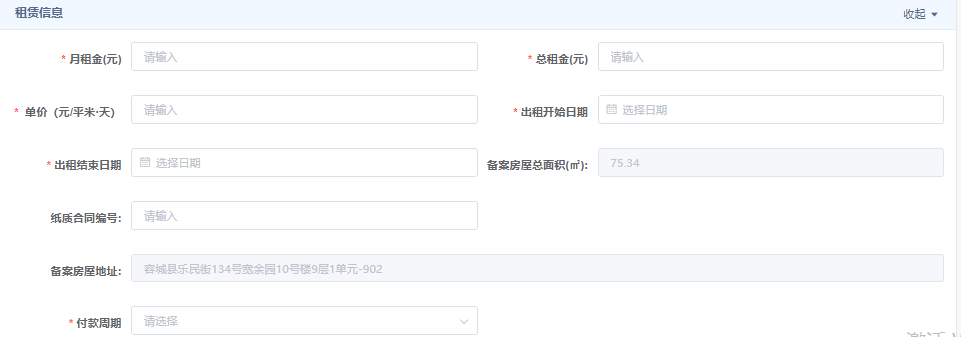 租赁信息 收起
* 月租金(元) 请输入 * 总租金(元) 请输入
* 单价（元/平米·天） 请输入 * 出租开始日期 选择日期
* 出租结束日期 选择日期 备案房屋总面积(㎡): 75.34
纸质合同编号: 请输入
备案房屋地址: 容城县乐民街134号宽余园10号楼9层1单元-902
* 付款周期 请选择